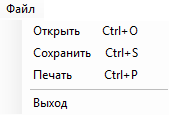 Файл
Открыть Ctrl+O
Сохранить Ctrl+S
Печать Ctrl+P
Выход